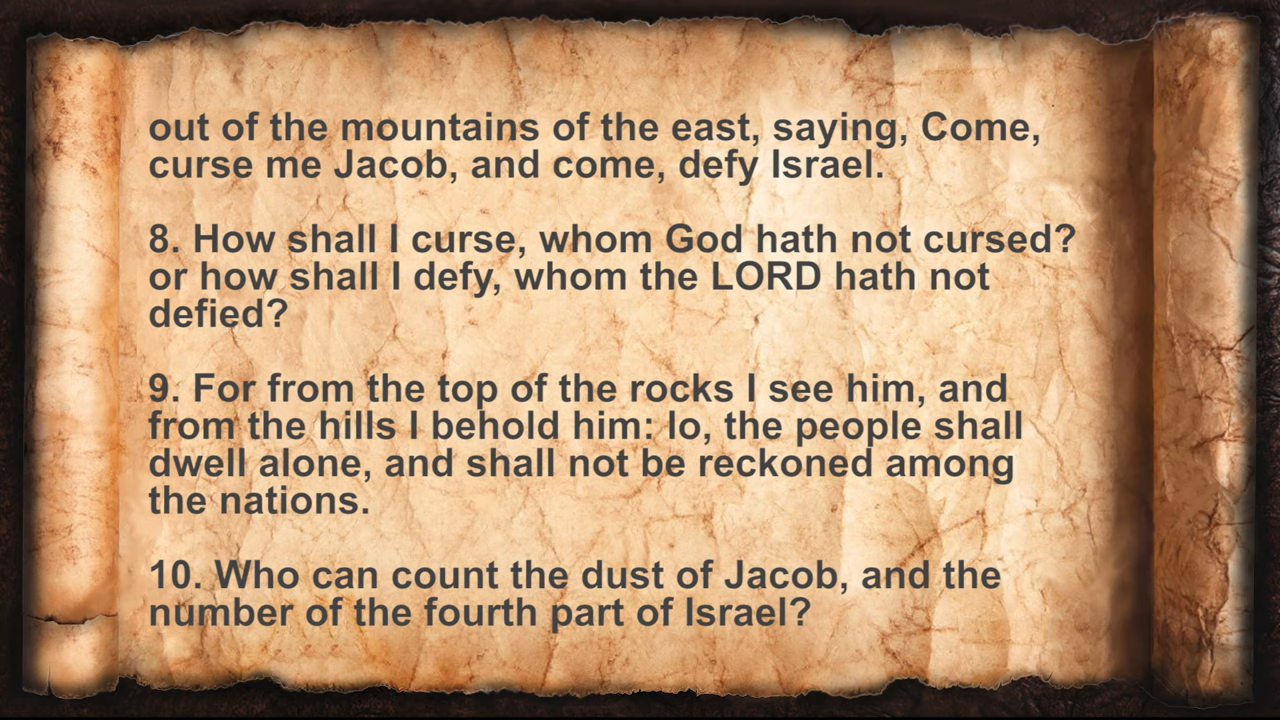 out of the mountains of the east, saying, Come,
curse me Jacob, and come, defy Israel.
8. How shall I curse, whom God hath not cursed?
or how shall I defy, whom the LORD hath not
defied?
9. For from the top of the rocks I see him, and
from the hills I behold him: lo, the people shall
dwell alone, and shall not be reckoned among
the nations.
10. Who can count the dust of Jacob, and the
number of the fourth part of Israel?